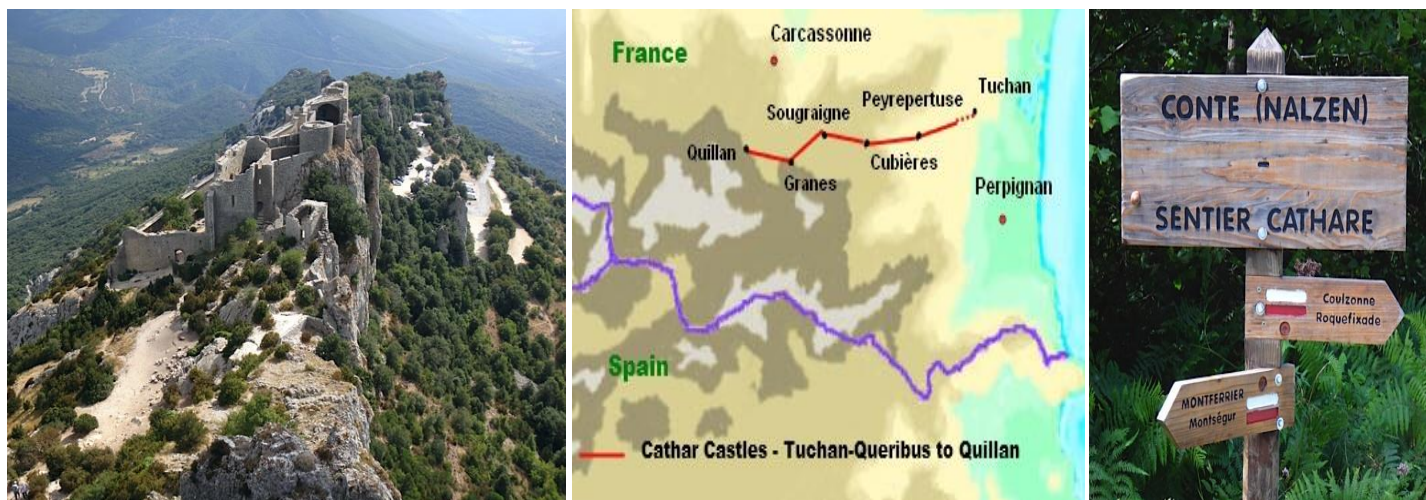 France
Carcassonne
Tuchan
Peyrepertuse
Sougraigne
Quillan
Cubières
Granes
Perpignan
Spain
Cathar Castles - Tuchan-Queribus to Quillan
CONTE (NALZEN)
-
SENTIER CATHARE
Coulzonne
Roquefixade
MONTFERRIER
Montségur